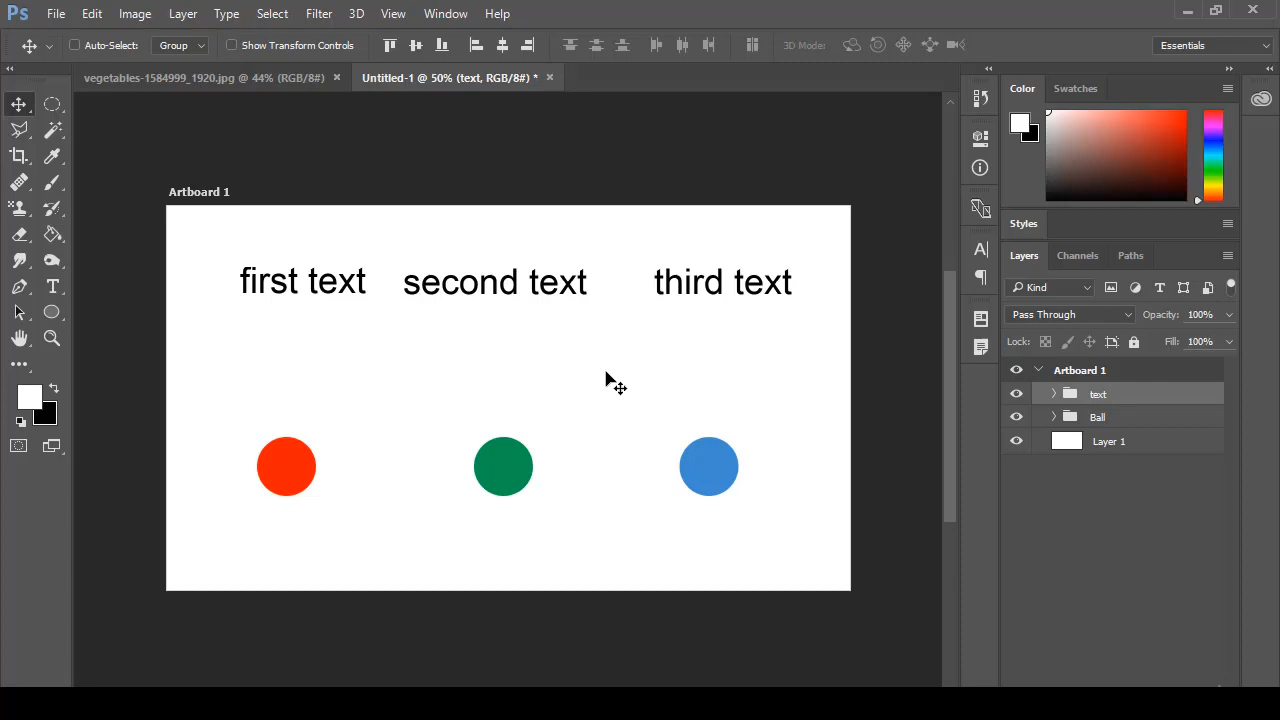 Ps File Edit Image Layer Type Select Filter 3D View Window Help
Auto-Select: Group Show Transform Controls 3D Mode: Essentials
vegetables-1584999_1920.jpg @ 44% (RGB/8#) × Untitled-1 @ 50% (text, RGB/8#) * ×
Color Swatches
Artboard 1
Styles
Layers Channels Paths
first text second text third text
Kind
Pass Through Opacity: 100%
Lock: Fill: 100%
Artboard 1
text
Ball
Layer 1